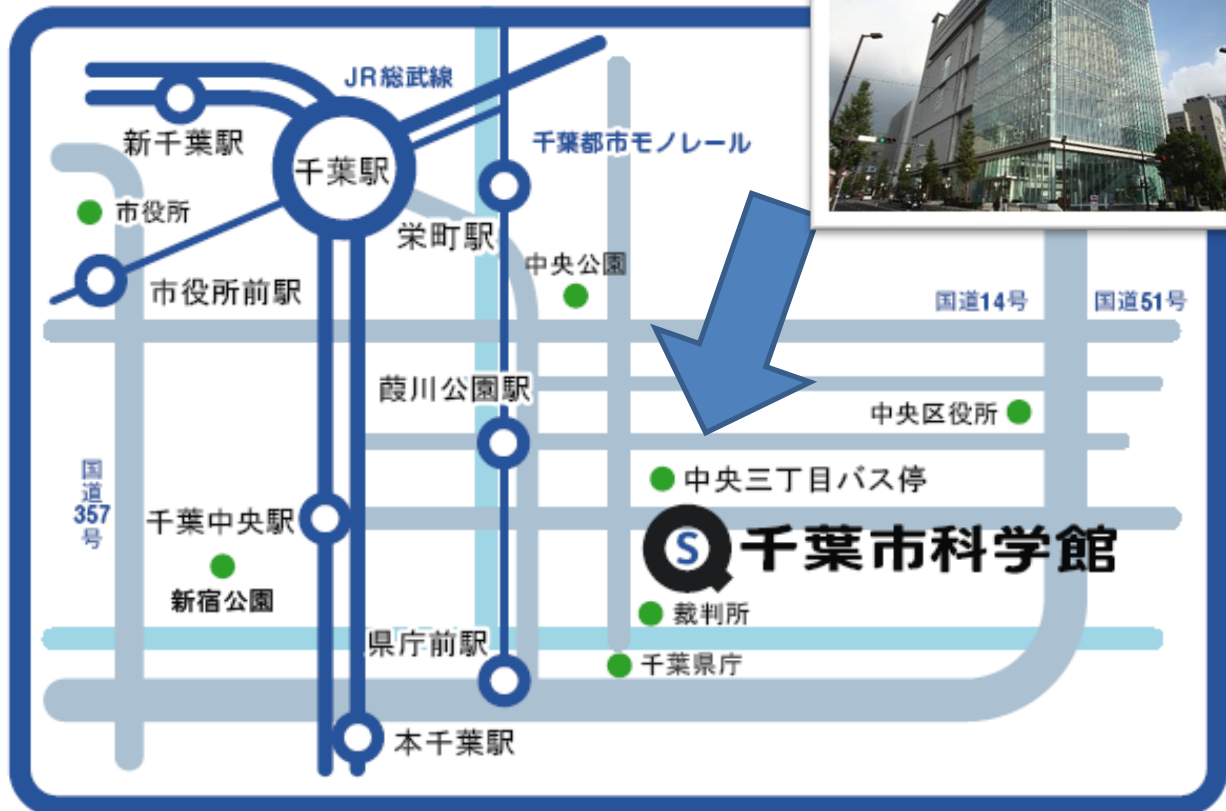 JR総武線
新千葉駅
千葉駅
千葉都市モノレール
市役所
栄町駅
中央公園
市役所前駅
国道14号
国道51号
葭川公園駅
中央区役所
国道357号
中央三丁目バス停
千葉中央駅
S
千葉市科学館
新宿公園
裁判所
県庁前駅
千葉県庁
本千葉駅